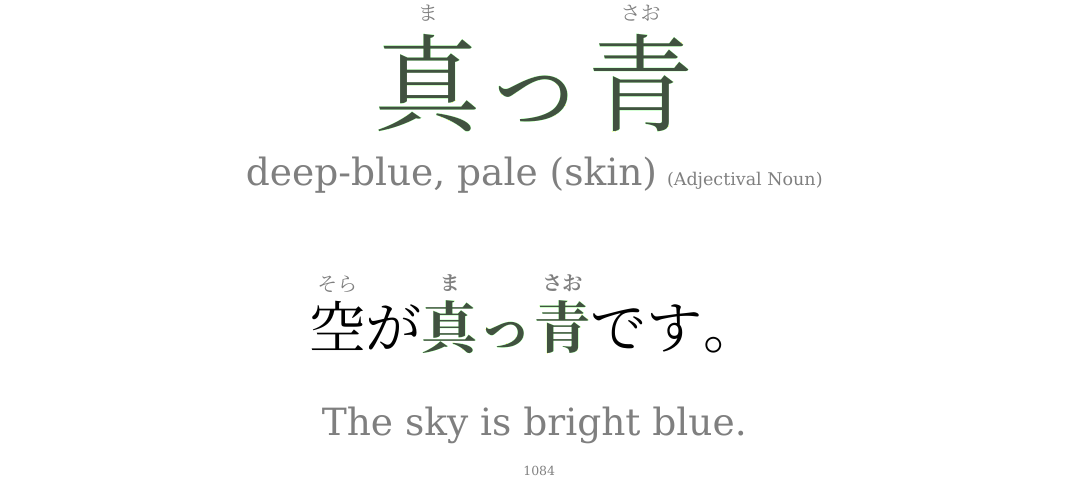 ま さお
真っ青
deep-blue, pale (skin) (Adjectival Noun)
そら ま さお
空が真っ青です。
The sky is bright blue.
1084